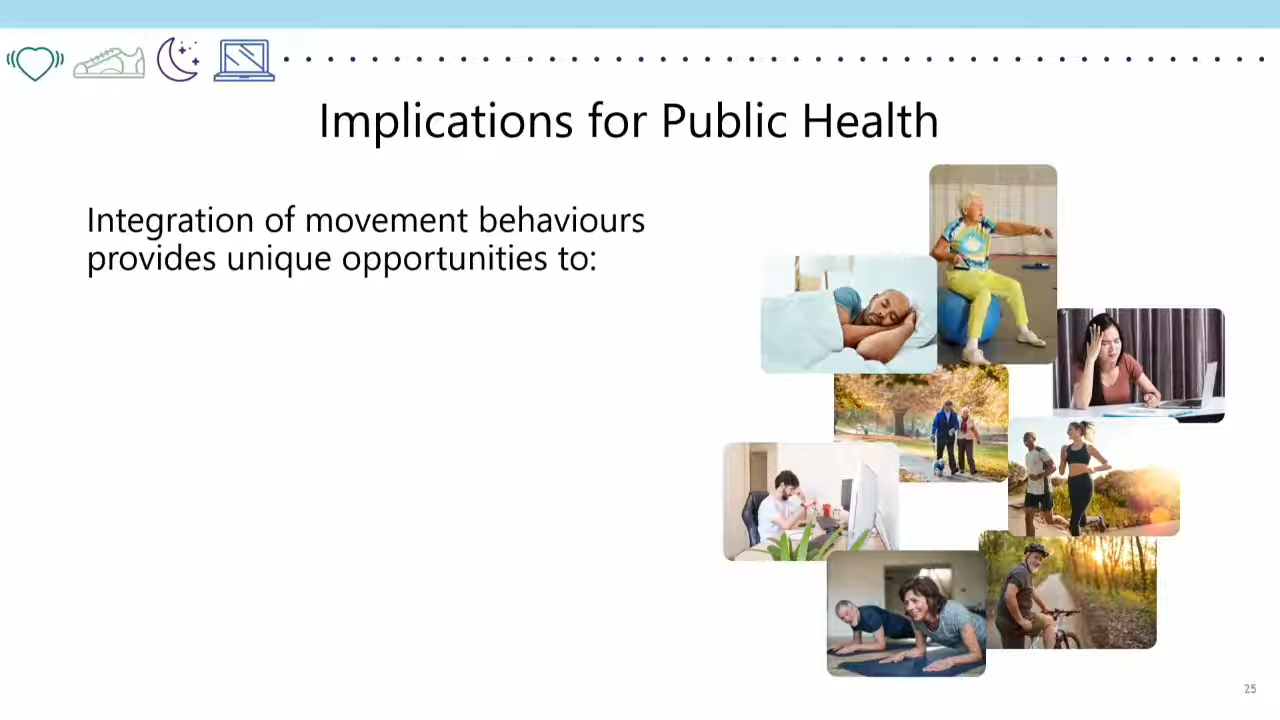 Implications for Public Health
Integration of movement behaviours
provides unique opportunities to:
25